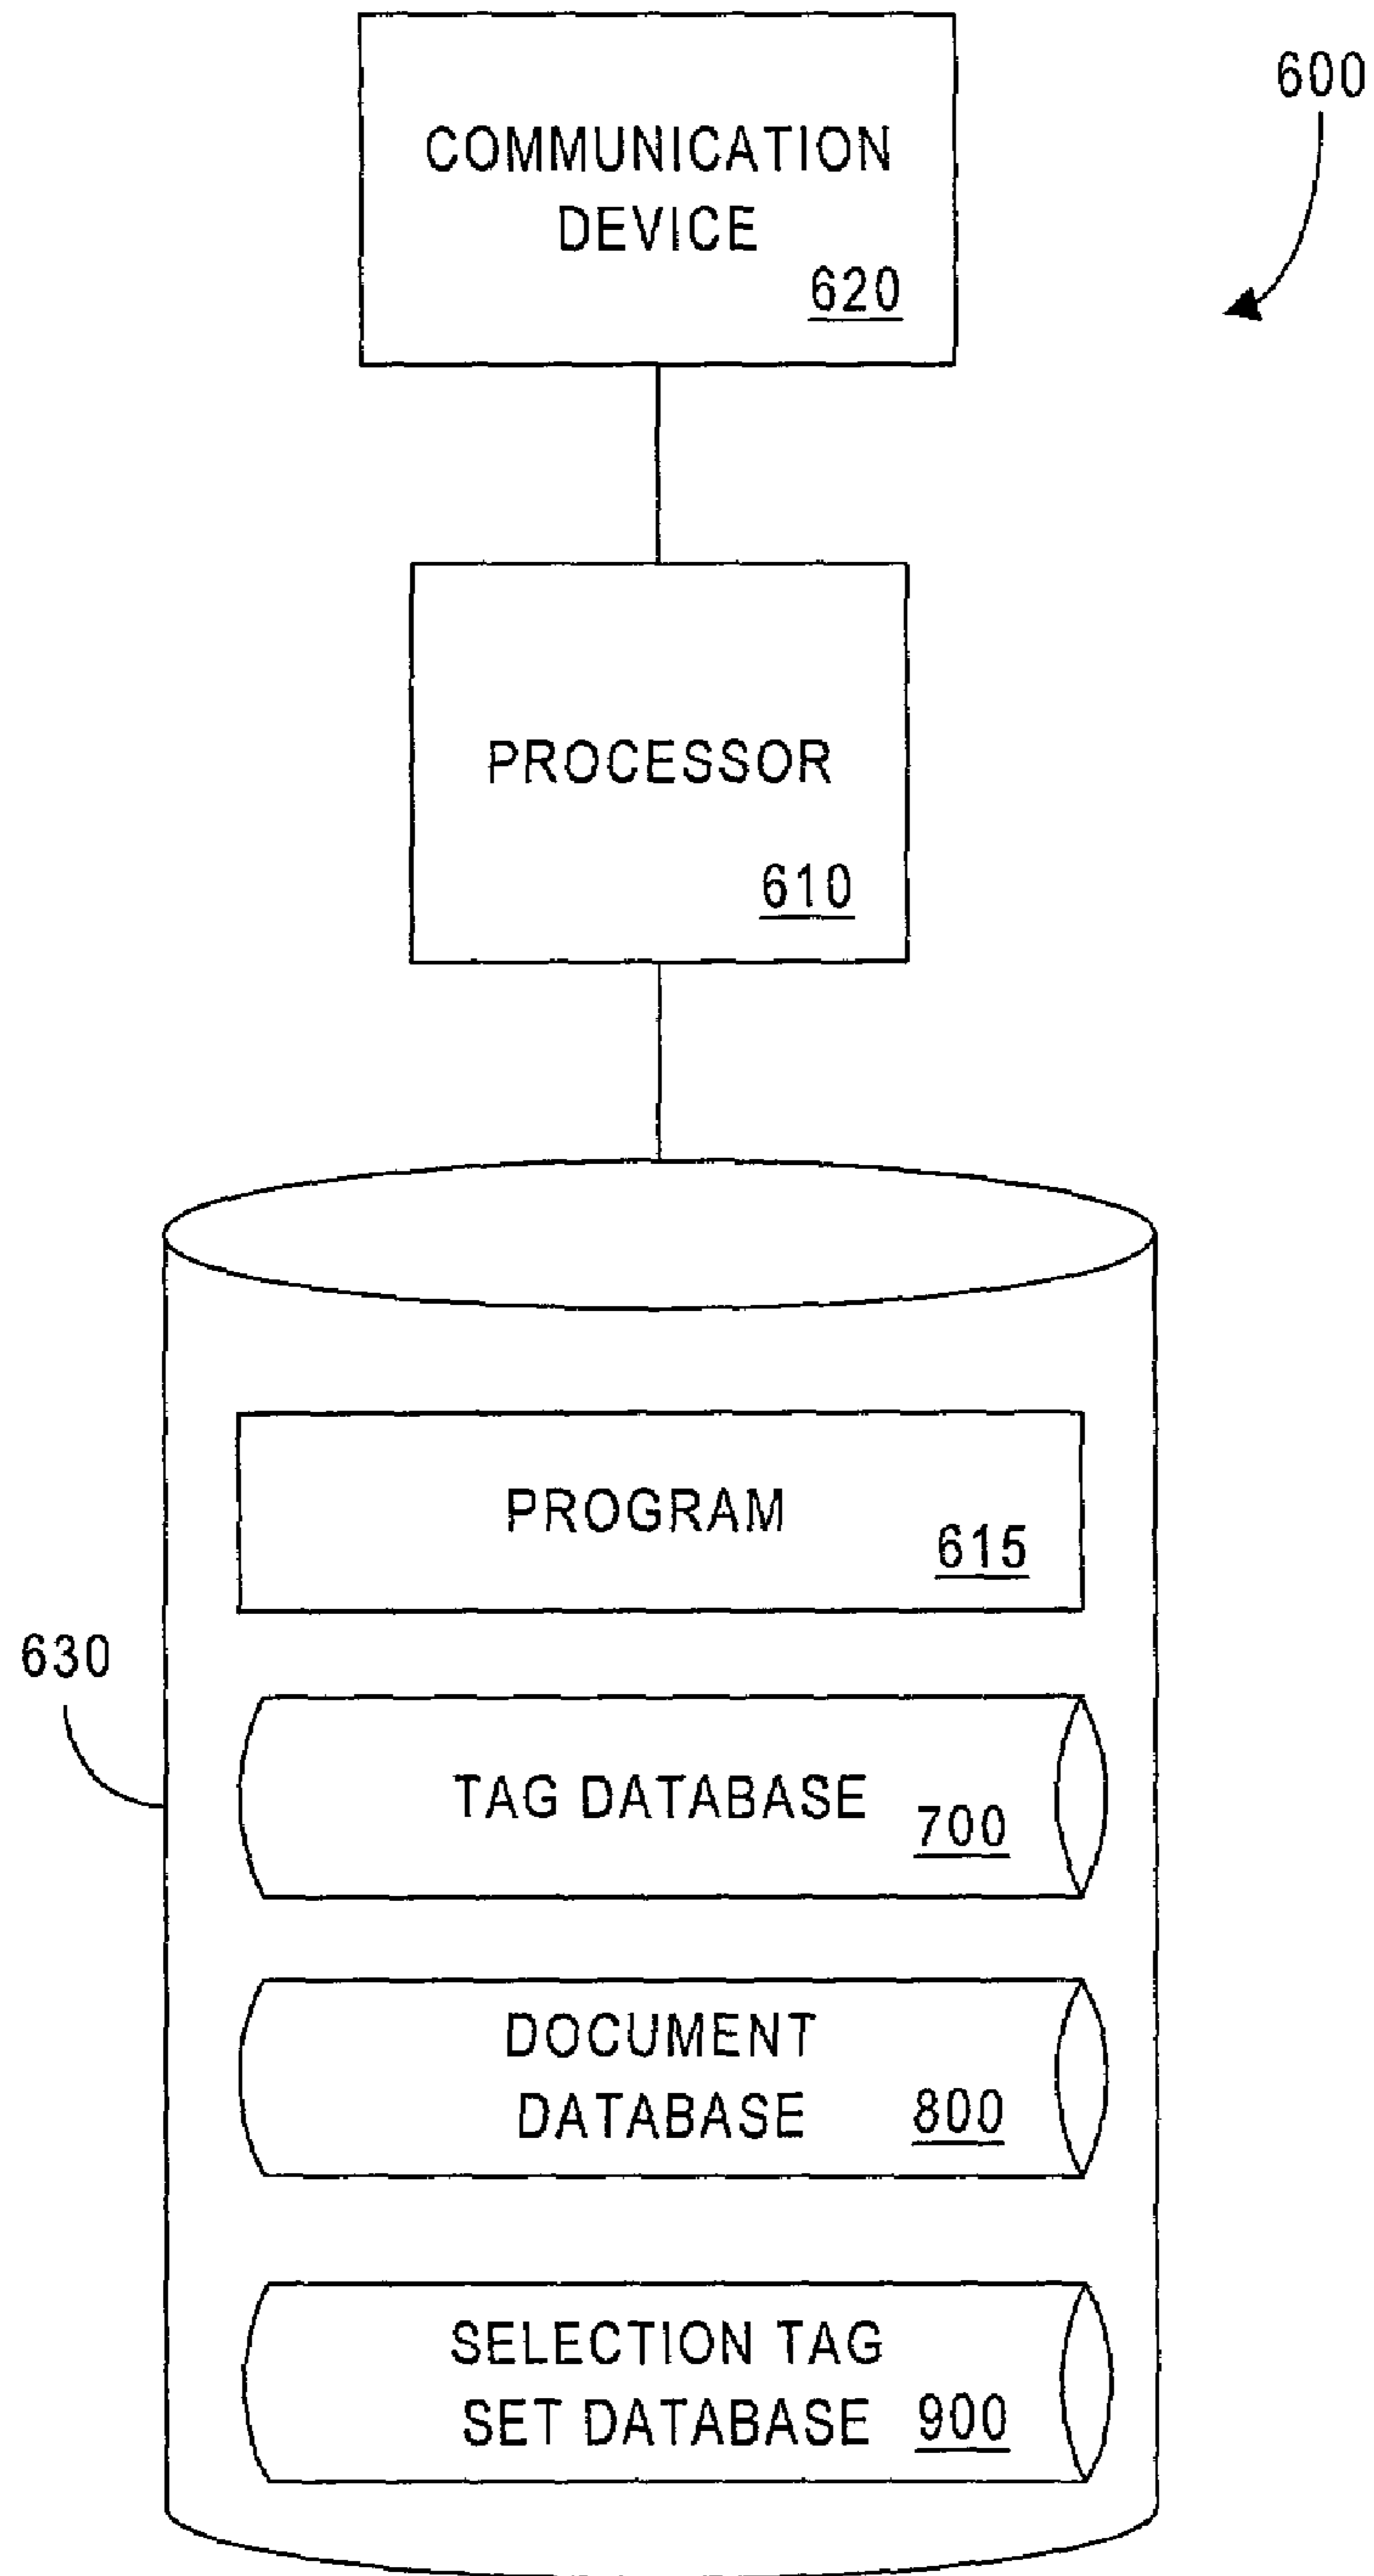 600
COMMUNICATION
DEVICE
620
PROCESSOR
610
PROGRAM
615
630
TAG DATABASE
700
DOCUMENT
DATABASE
800
SELECTION TAG
SET DATABASE
900